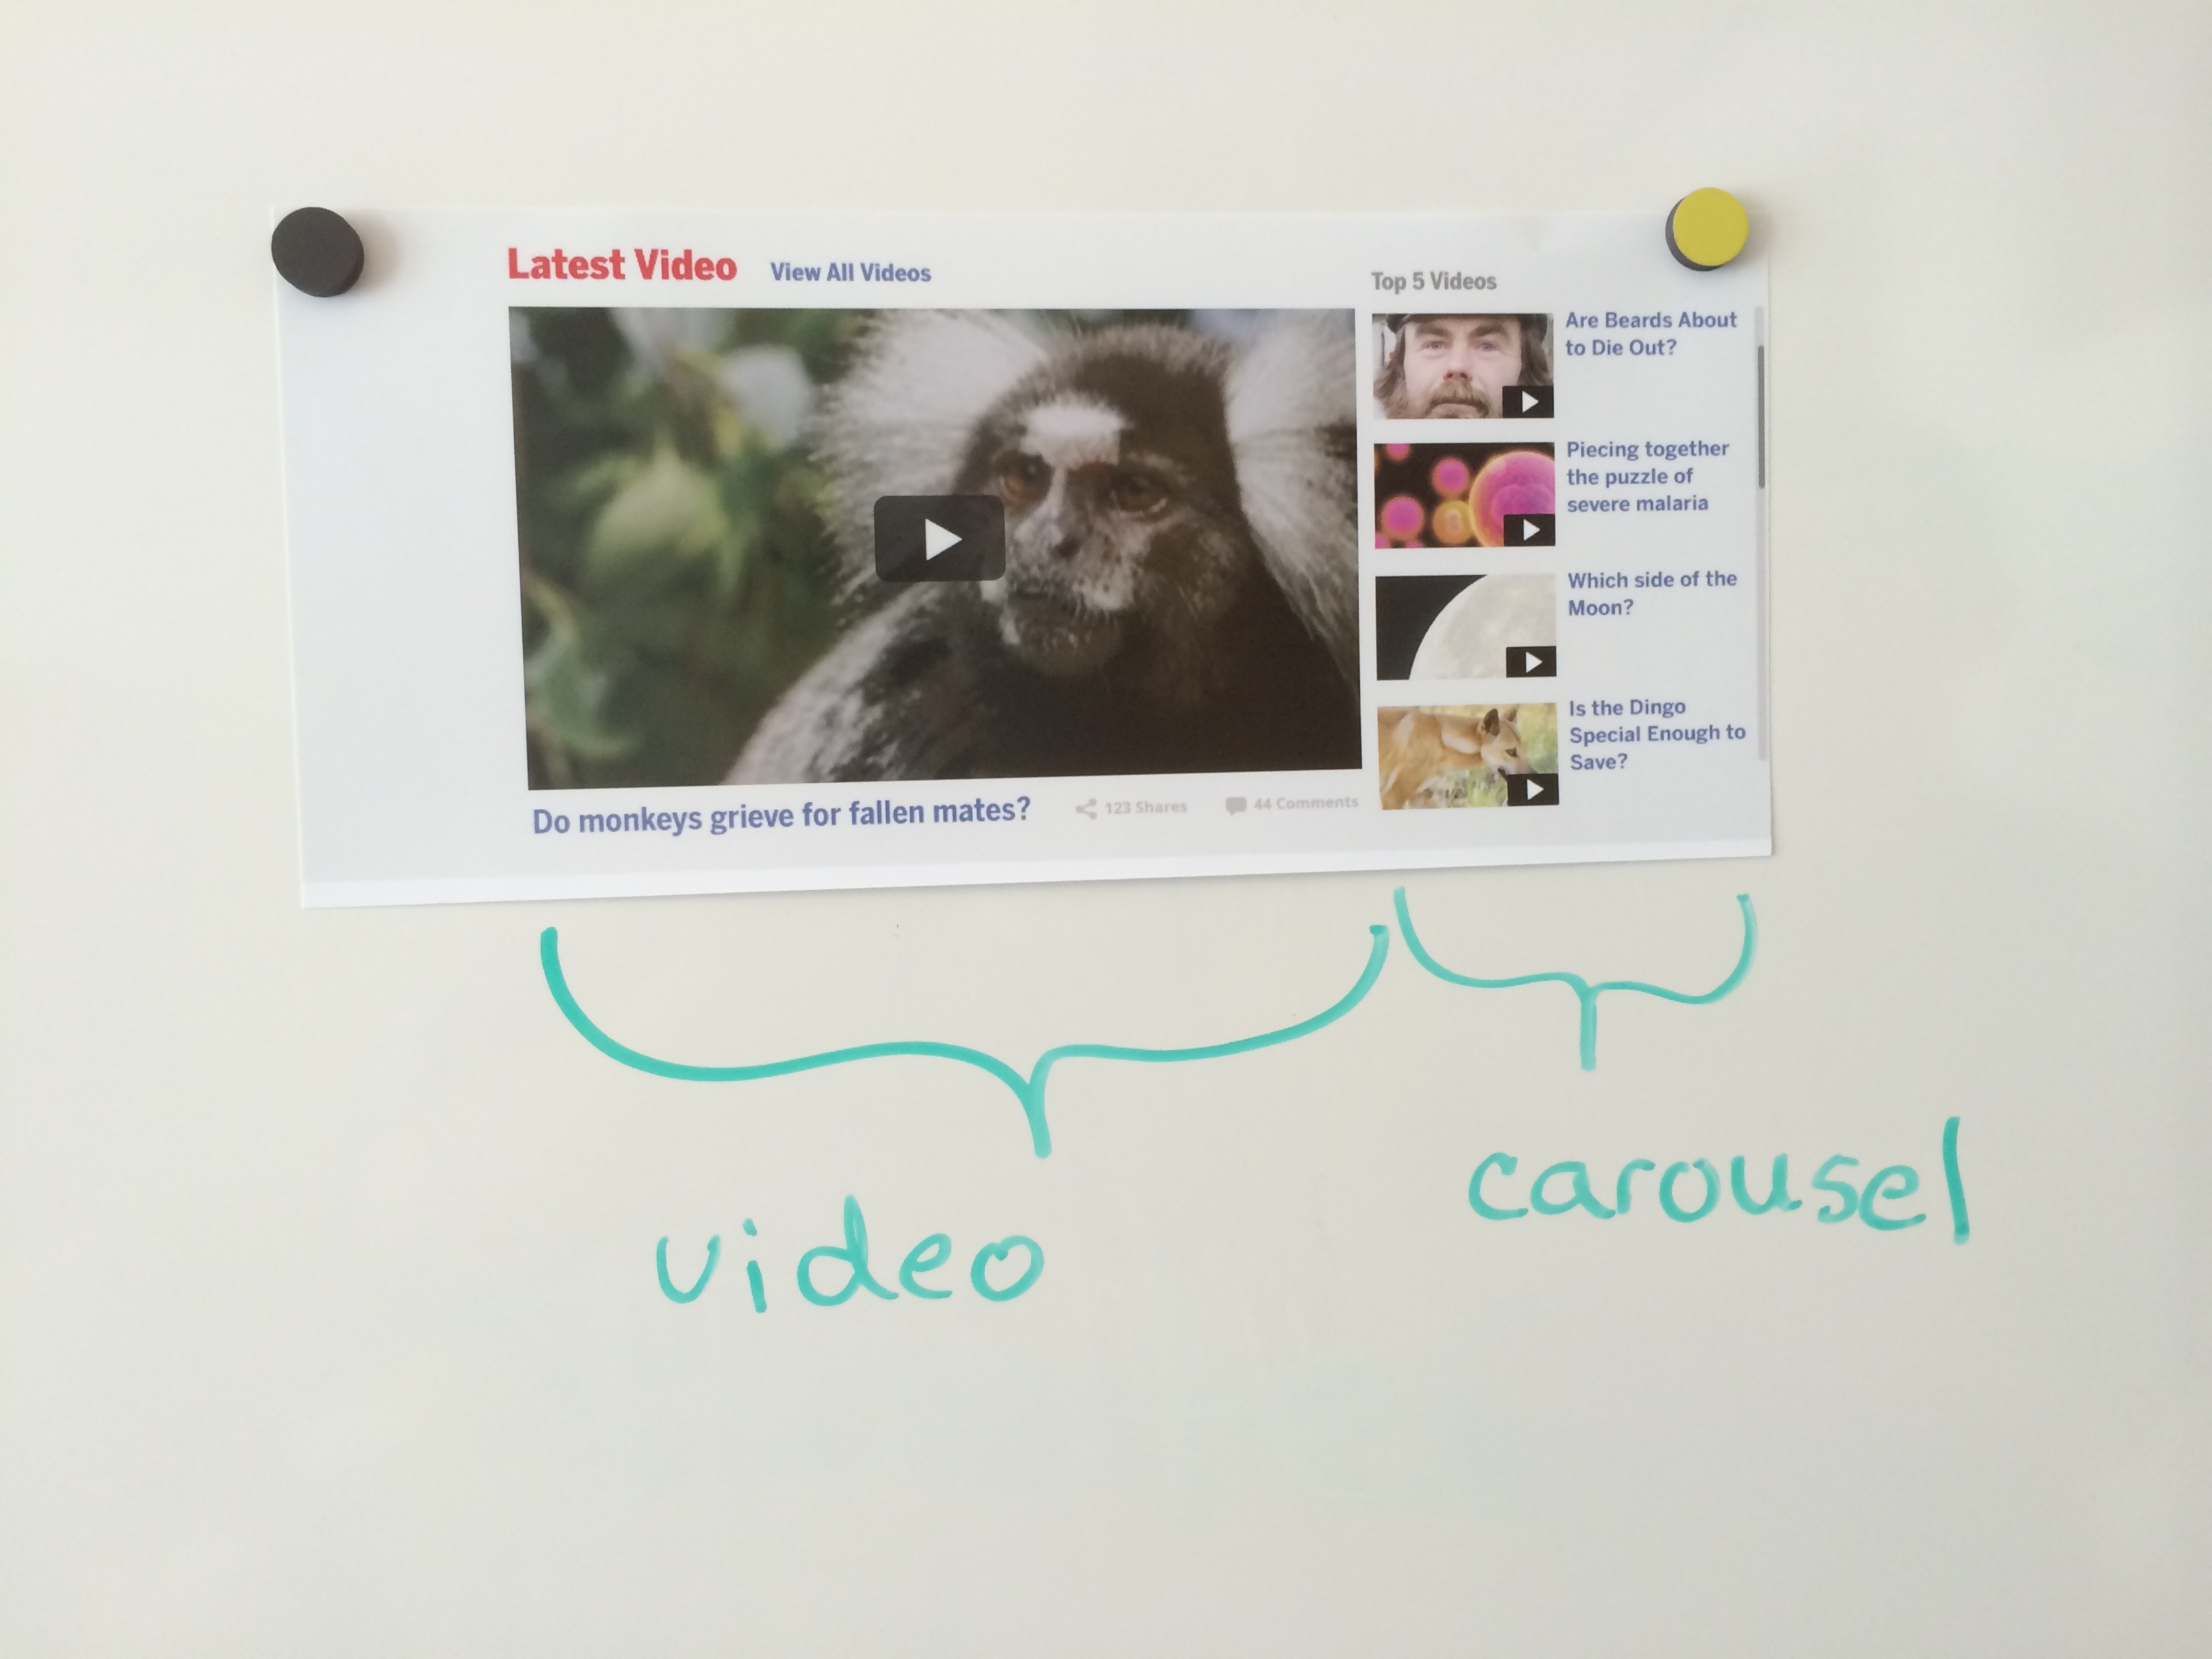 Latest Video View All Videos
Do monkeys grieve for fallen mates? 123 Shares 44 Comments
Top 5 Videos
Are Beards About
to Die Out?
Piecing together
the puzzle of
severe malaria
Which side of the
Moon?
Is the Dingo
Special Enough to
Save?
video
carousel